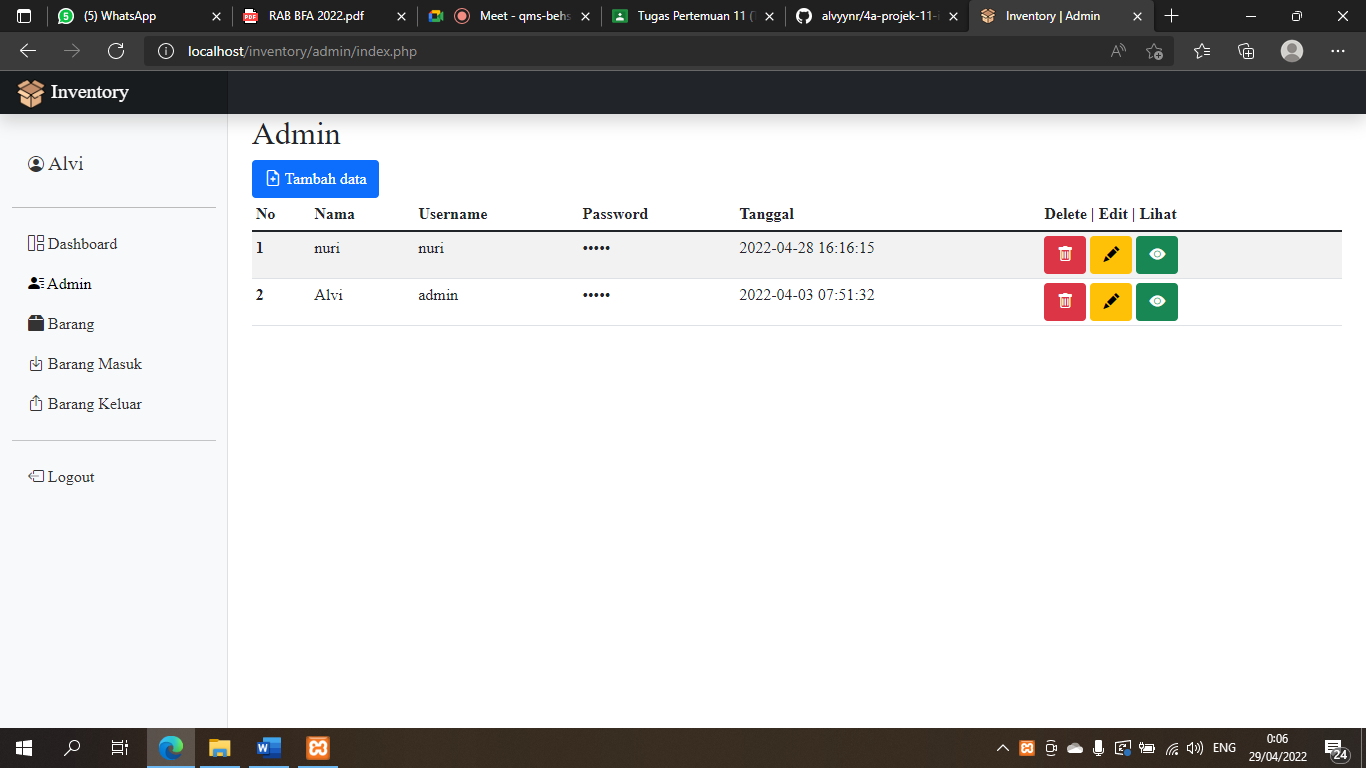 (5) WhatsApp
RAB BFA 2022.pdf
Meet - qms-behs
Tugas Pertemuan 11 (
alvyynr/4a-projek-11-i
Inventory | Admin
localhost/inventory/admin/index.php
Inventory
Alvi
Dashboard
Admin
Barang
Barang Masuk
Barang Keluar
Logout
Admin
Tambah data
No Nama Username Password Tanggal Delete | Edit | Lihat
1 nuri nuri ••••• 2022-04-28 16:16:15
2 Alvi admin ••••• 2022-04-03 07:51:32
ENG
0:06
29/04/2022
24